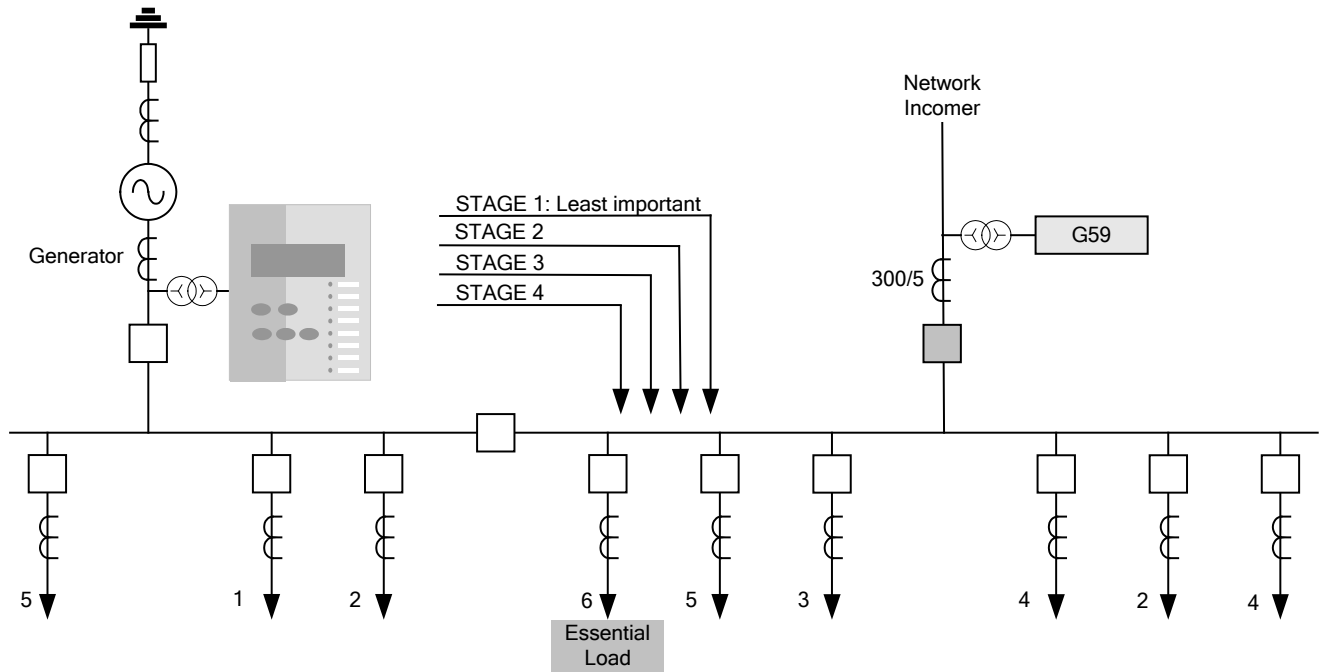 Network
Incomer
STAGE 1: Least important
STAGE 2
G59
Generator
STAGE 3
300/5
STAGE 4
5
1
2
6
5
3
4
2
4
Essential
Load